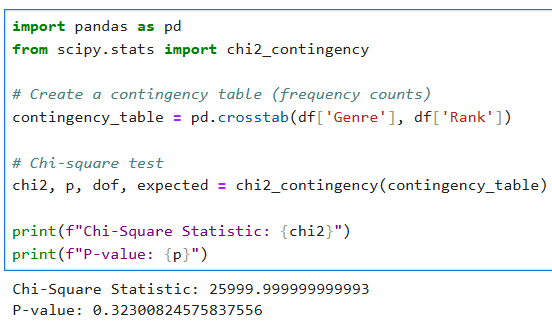 import pandas as pd
from scipy.stats import chi2_contingency
# Create a contingency table (frequency counts)
contingency_table = pd.crosstab(df['Genre'], df['Rank'])
# Chi-square test
chi2, p, dof, expected = chi2_contingency(contingency_table)
print(f"Chi-Square Statistic: {chi2}")
print(f"P-value: {p}")
Chi-Square Statistic: 25999.999999999993
P-value: 0.32300824575837556